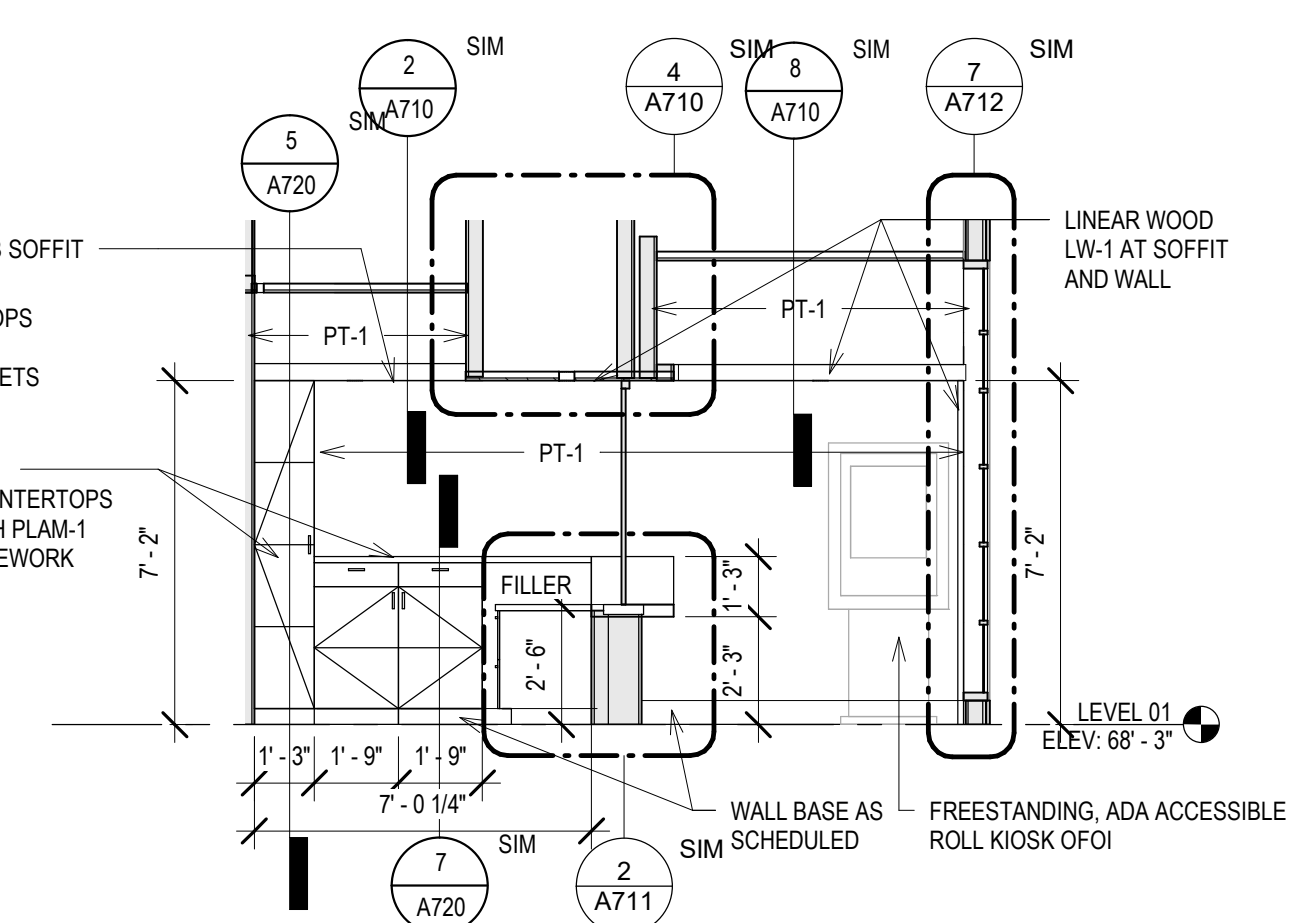 SIM
2
A710
SIM
4
A710
SIM
8
A710
SIM
7
A712
SIM
5
A720
SOFFIT
LINEAR WOOD
LW-1 AT SOFFIT
AND WALL
OPS
PT-1
PT-1
ETS
PT-1
NTERTOPS
H PLAM-1
EWORK
7' - 2"
FILLER
2' - 6"
1' - 3"
2' - 3"
7' - 2"
LEVEL 01
ELEV: 68' - 3"
1' - 3"
1' - 9"
1' - 9"
7' - 0 1/4"
WALL BASE AS
SCHEDULED
FREESTANDING, ADA ACCESSIBLE
ROLL KIOSK OFOI
SIM
7
A720
SIM
2
A711